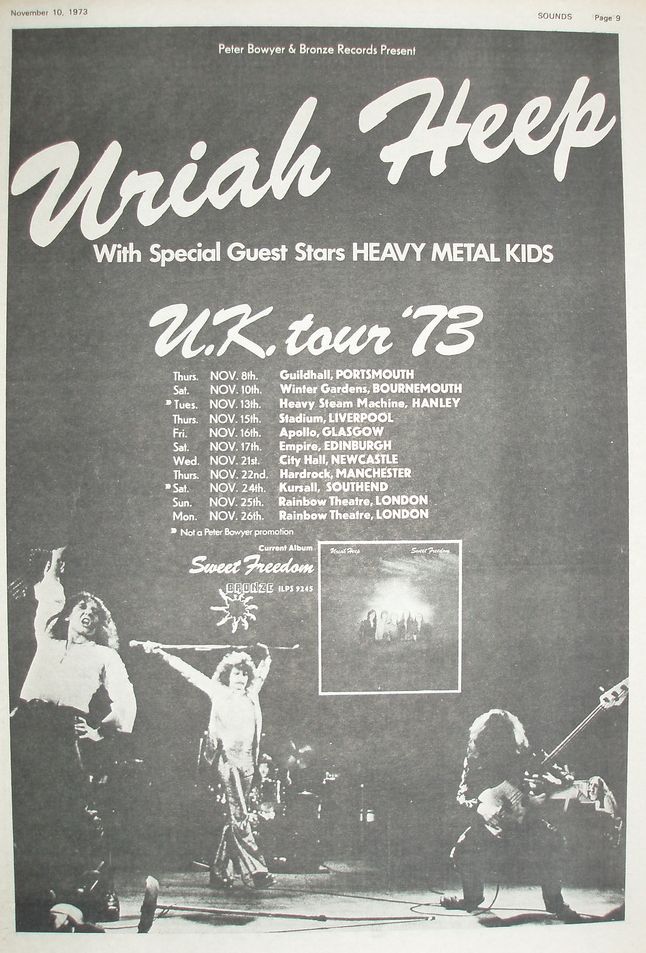 November 10, 1973
SOUNDS Page 9
Peter Bowyer & Bronze Records Present
Uriah Heep
With Special Guest Stars HEAVY METAL KIDS
U.K. tour '73
Thurs. NOV. 8th. Guildhall, PORTSMOUTH
Sat. NOV. 10th. Winter Gardens, BOURNEMOUTH
» Tues. NOV. 13th. Heavy Steam Machine, HANLEY
Thurs. NOV. 15th. Stadium, LIVERPOOL
Fri. NOV. 16th. Apollo, GLASGOW
Sat. NOV. 17th. Empire, EDINBURGH
Wed. NOV. 21st. City Hall, NEWCASTLE
Thurs. NOV. 22nd. Hardrock, MANCHESTER
» Sat. NOV. 24th. Kursall, SOUTHEND
Sun. NOV. 25th. Rainbow Theatre, LONDON
Mon. NOV. 26th. Rainbow Theatre, LONDON
» Not a Peter Bowyer promotion
Current Album
Sweet Freedom
BRONZE ILPS 9245
Uriah Heep Sweet Freedom